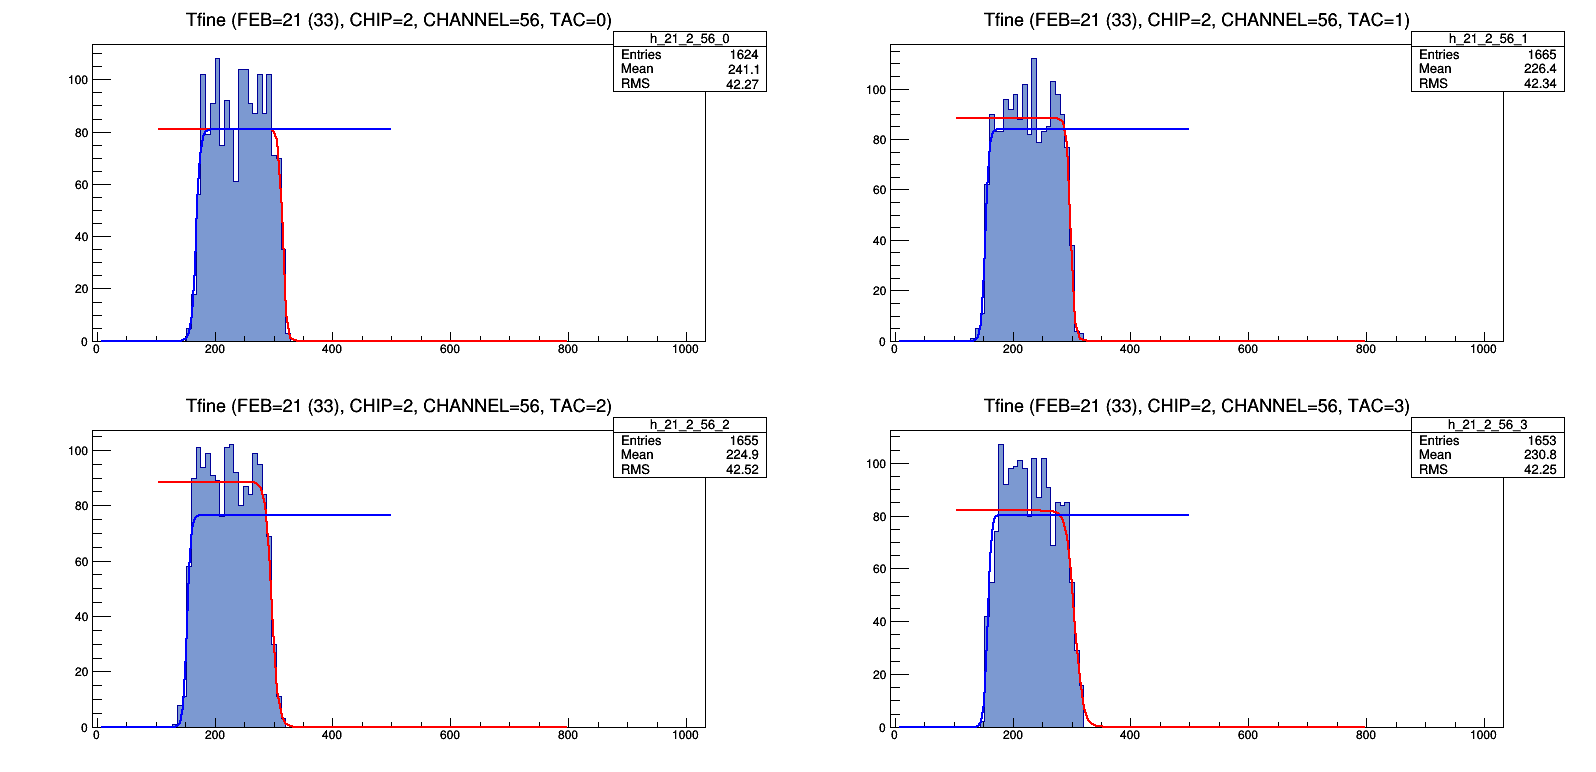 Tfine (FEB=21 (33), CHIP=2, CHANNEL=56, TAC=0)
h_21_2_56_0
Entries 1624
Mean 241.1
RMS 42.27
100
80
60
40
20
0
0 200 400 600 800 1000
Tfine (FEB=21 (33), CHIP=2, CHANNEL=56, TAC=1)
h_21_2_56_1
Entries 1665
Mean 226.4
RMS 42.34
100
80
60
40
20
0
0 200 400 600 800 1000
Tfine (FEB=21 (33), CHIP=2, CHANNEL=56, TAC=2)
h_21_2_56_2
Entries 1655
Mean 224.9
RMS 42.52
100
80
60
40
20
0
0 200 400 600 800 1000
Tfine (FEB=21 (33), CHIP=2, CHANNEL=56, TAC=3)
h_21_2_56_3
Entries 1653
Mean 230.8
RMS 42.25
100
80
60
40
20
0
0 200 400 600 800 1000